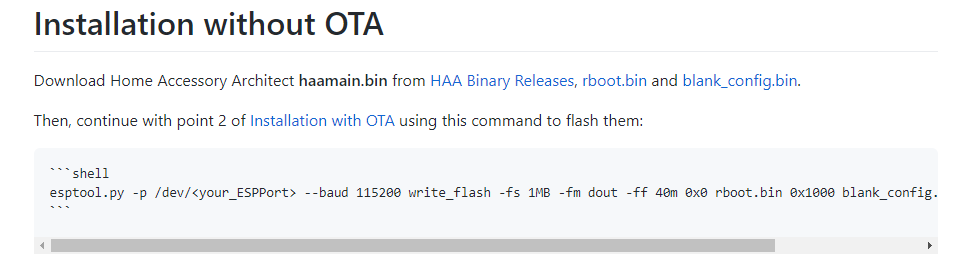 Installation without OTA
Download Home Accessory Architect haamain.bin from HAA Binary Releases, rboot.bin and blank_config.bin.
Then, continue with point 2 of Installation with OTA using this command to flash them:
```shell
esptool.py -p /dev/<your_ESPPort> --baud 115200 write_flash -fs 1MB -fm dout -ff 40m 0x0 rboot.bin 0x1000 blank_config.
```